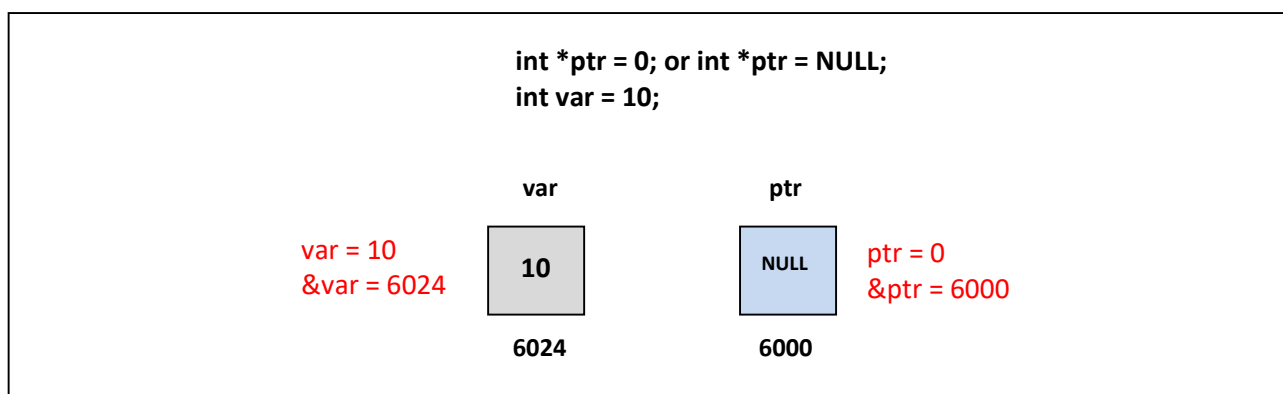 int *ptr = 0; or int *ptr = NULL;
int var = 10;
var
ptr
var = 10
&var = 6024
10
NULL
ptr = 0
&ptr = 6000
6024
6000